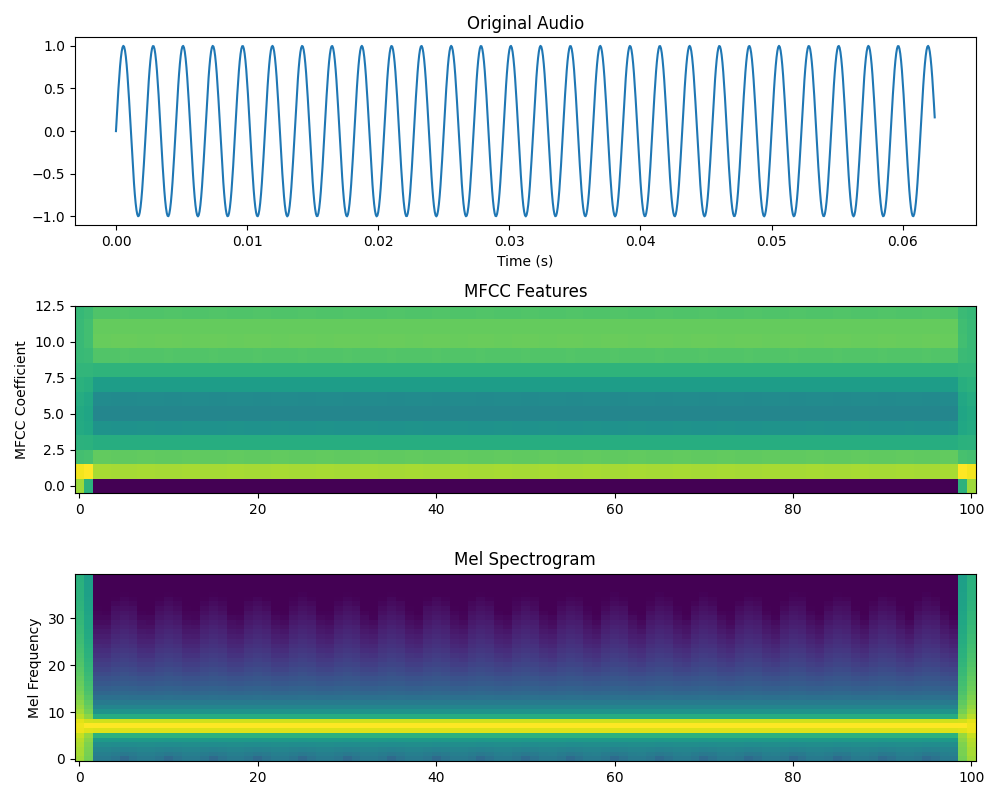 Original Audio
1.0
0.5
0.0
−0.5
−1.0
0.00 0.01 0.02 0.03 0.04 0.05 0.06
Time (s)
MFCC Features
MFCC Coefficient
12.5
10.0
7.5
5.0
2.5
0.0
0 20 40 60 80 100
Mel Spectrogram
Mel Frequency
30
20
10
0
0 20 40 60 80 100